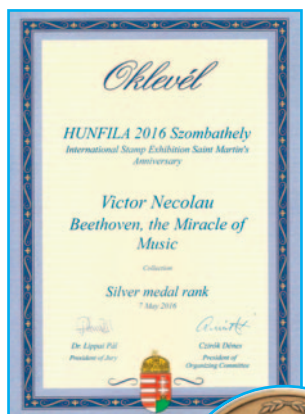 Oklevél
HUNFILA 2016 Szombathely
International Stamp Exhibition Saint Martin's
Anniversary
Victor Necolau
Beethoven, the Miracle of
Music
Collection
Silver medal rank
7 May 2016
Dr. Lippai Pál
President of Jury
Czirók Dénes
President of
Organizing Committee